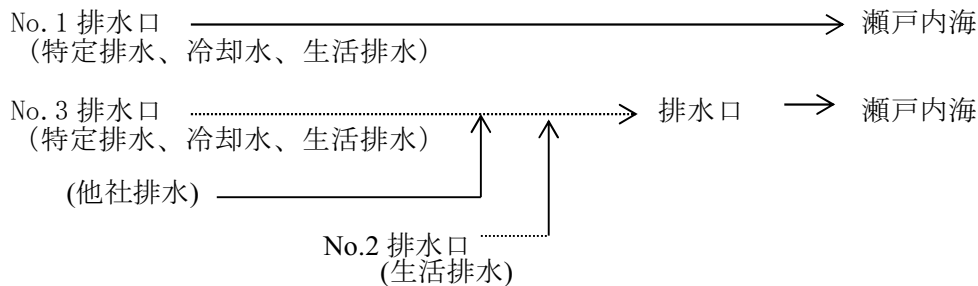 No.1 排水口 瀬戸内海
（特定排水、冷却水、生活排水）
No.3 排水口 排水口 瀬戸内海
（特定排水、冷却水、生活排水）
(他社排水)
No.2 排水口
(生活排水)